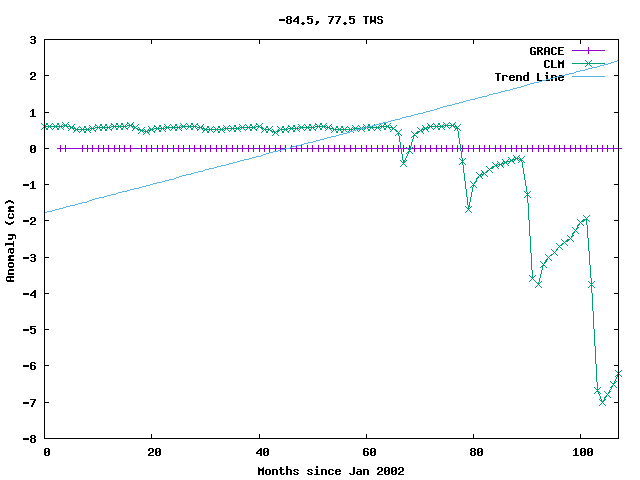 -84.5, 77.5 TWS
GRACE
CLM
Trend Line
3
2
1
0
-1
-2
-3
-4
-5
-6
-7
-8
Anomaly (cm)
0 20 40 60 80 100
Months since Jan 2002